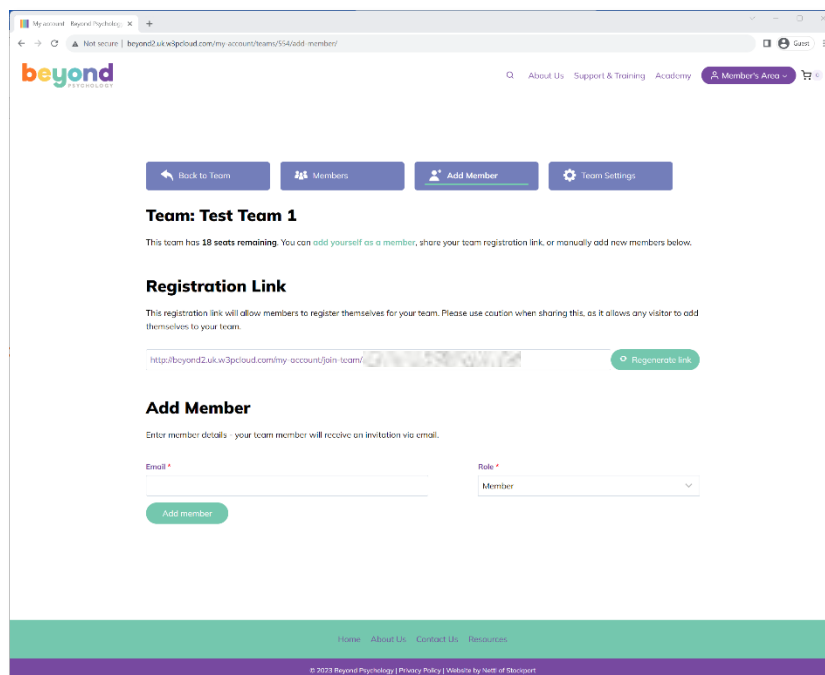 My account - Beyond Psycholog
Not secure | beyond2.uk.w3pcloud.com/my-account/teams/554/add-member/
Guest
beyond
PSYCHOLOGY
About Us Support & Training Academy Member's Area
Back to Team Members Add Member Team Settings
Team: Test Team 1
This team has 18 seats remaining. You can add yourself as a member, share your team registration link, or manually add new members below.
Registration Link
This registration link will allow members to register themselves for your team. Please use caution when sharing this, as it allows any visitor to add
themselves to your team.
http://beyond2.uk.w3pcloud.com/my-account/join-team/ Regenerate link
Add Member
Enter member details - your team member will receive an invitation via email.
Email * Role *
Member
Add member
Home About Us Contact Us Resources
© 2023 Beyond Psychology | Privacy Policy | Website by Nettl of Stockport